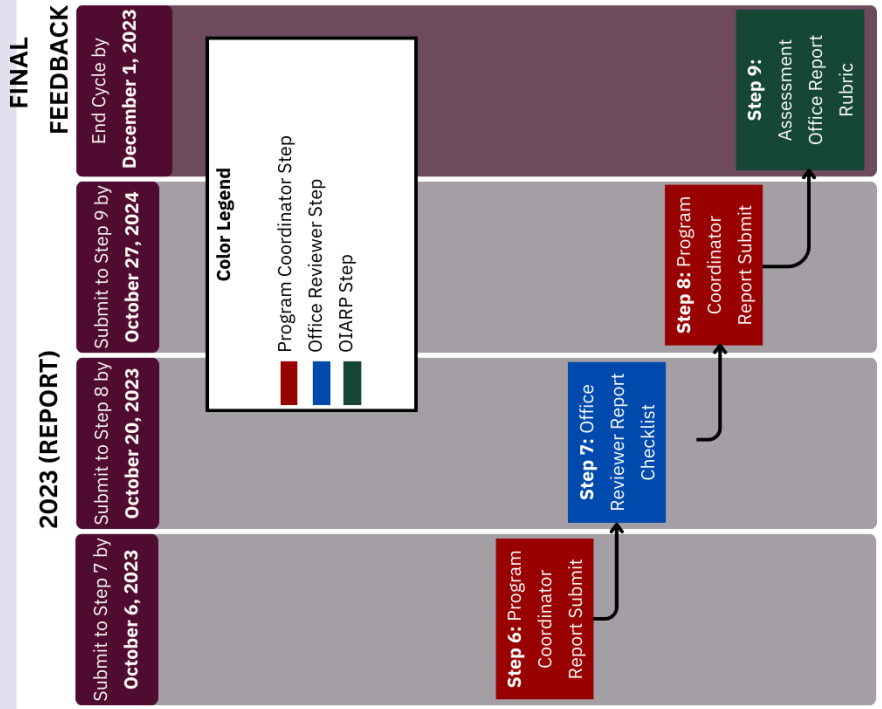 2023 (REPORT)
FINAL
FEEDBACK
Submit to Step 7 by
October 6, 2023
Submit to Step 8 by
October 20, 2023
Submit to Step 9 by
October 27, 2024
End Cycle by
December 1, 2023
Color Legend
Program Coordinator Step
Office Reviewer Step
OIARP Step
Step 6: Program
Coordinator
Report Submit
Step 7: Office
Reviewer Report
Checklist
Step 8: Program
Coordinator
Report Submit
Step 9:
Assessment
Office Report
Rubric